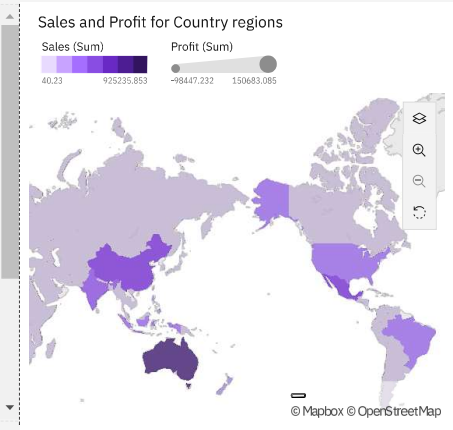 Sales and Profit for Country regions
Sales (Sum) Profit (Sum)
40.23 925235.853 -98447.232 150683.085
© Mapbox © OpenStreetMap